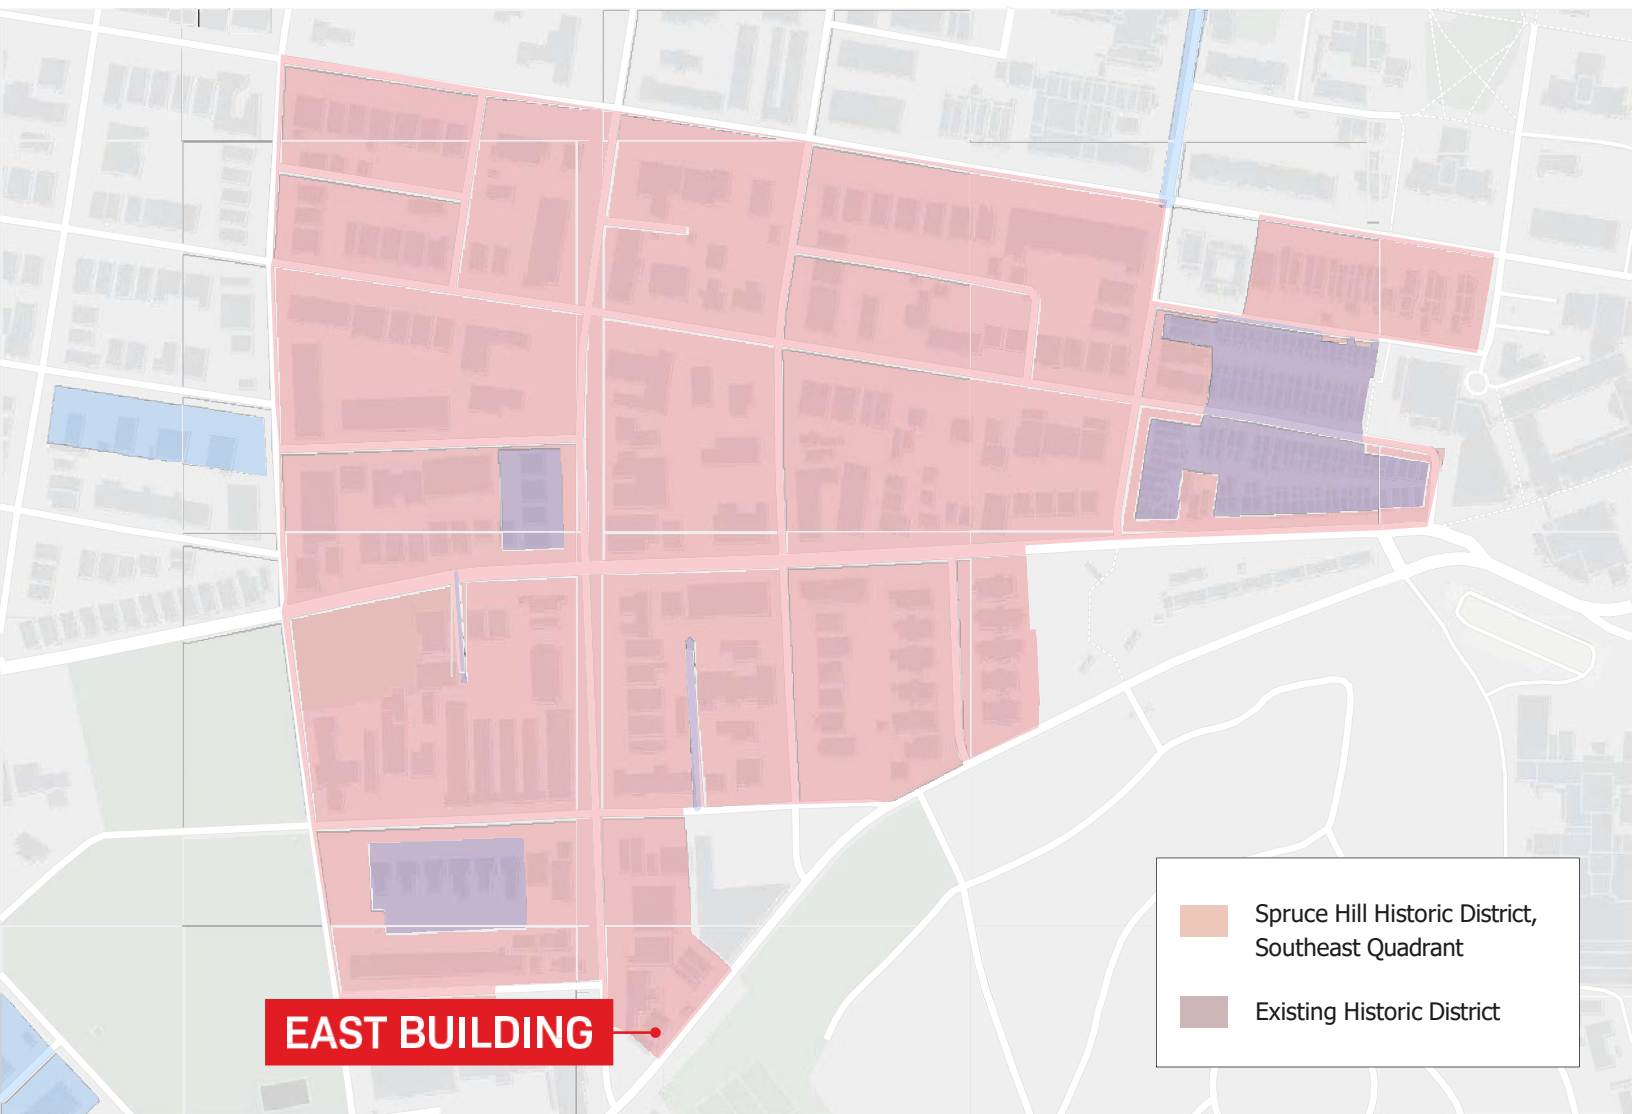 EAST BUILDING
Spruce Hill Historic District,
Southeast Quadrant
Existing Historic District